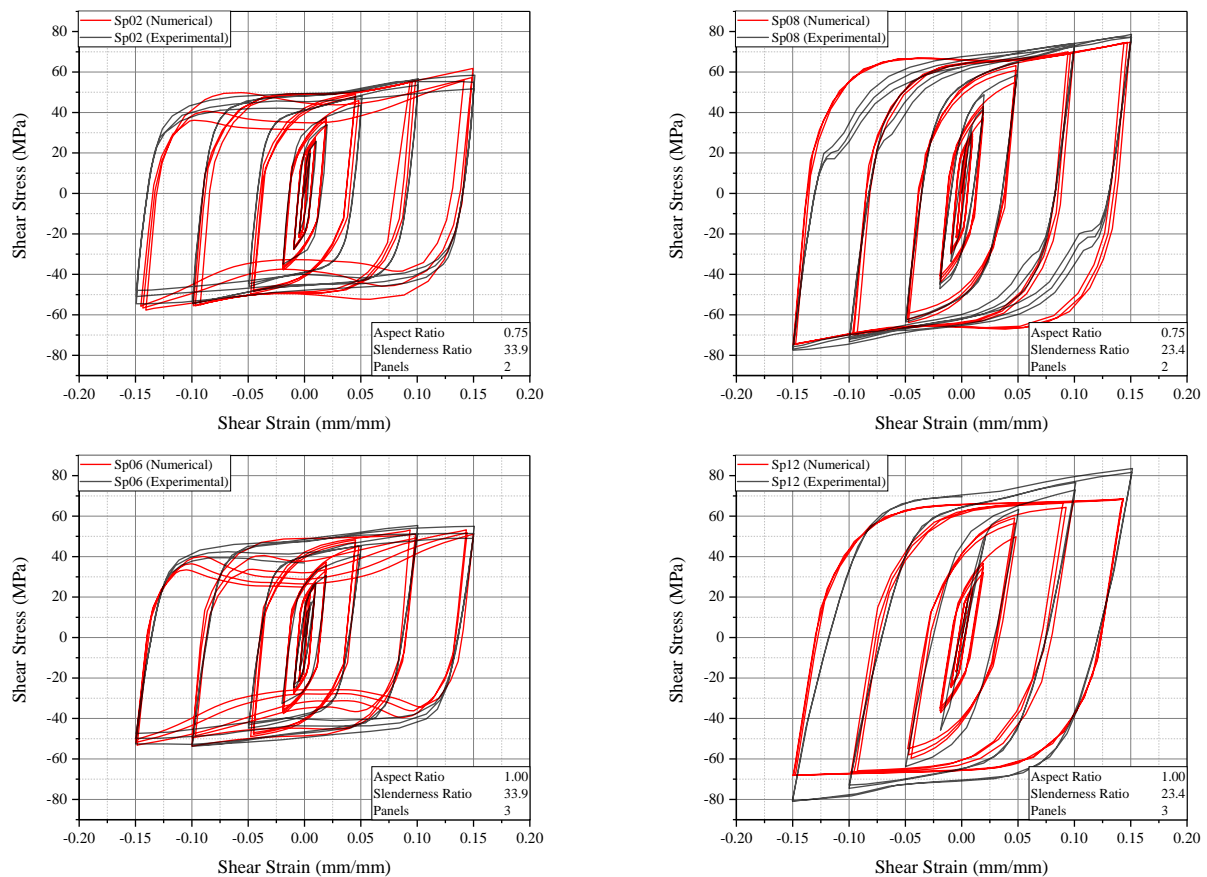 Sp02 (Numerical)
Sp02 (Experimental)
80
60
40
20
0
-20
-40
-60
-80
Shear Stress (MPa)
Aspect Ratio 0.75
Slenderness Ratio 33.9
Panels 2
-0.20 -0.15 -0.10 -0.05 0.00 0.05 0.10 0.15 0.20
Shear Strain (mm/mm)
Sp08 (Numerical)
Sp08 (Experimental)
80
60
40
20
0
-20
-40
-60
-80
Shear Stress (MPa)
Aspect Ratio 0.75
Slenderness Ratio 23.4
Panels 2
-0.20 -0.15 -0.10 -0.05 0.00 0.05 0.10 0.15 0.20
Shear Strain (mm/mm)
Sp06 (Numerical)
Sp06 (Experimental)
80
60
40
20
0
-20
-40
-60
-80
Shear Stress (MPa)
Aspect Ratio 1.00
Slenderness Ratio 33.9
Panels 3
-0.20 -0.15 -0.10 -0.05 0.00 0.05 0.10 0.15 0.20
Shear Strain (mm/mm)
Sp12 (Numerical)
Sp12 (Experimental)
80
60
40
20
0
-20
-40
-60
-80
Shear Stress (MPa)
Aspect Ratio 1.00
Slenderness Ratio 23.4
Panels 3
-0.20 -0.15 -0.10 -0.05 0.00 0.05 0.10 0.15 0.20
Shear Strain (mm/mm)